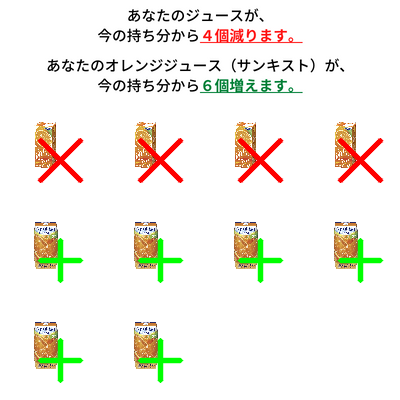 あなたのジュースが、
今の持ち分から４個減ります。
あなたのオレンジジュース（サンキスト）が、
今の持ち分から６個増えます。